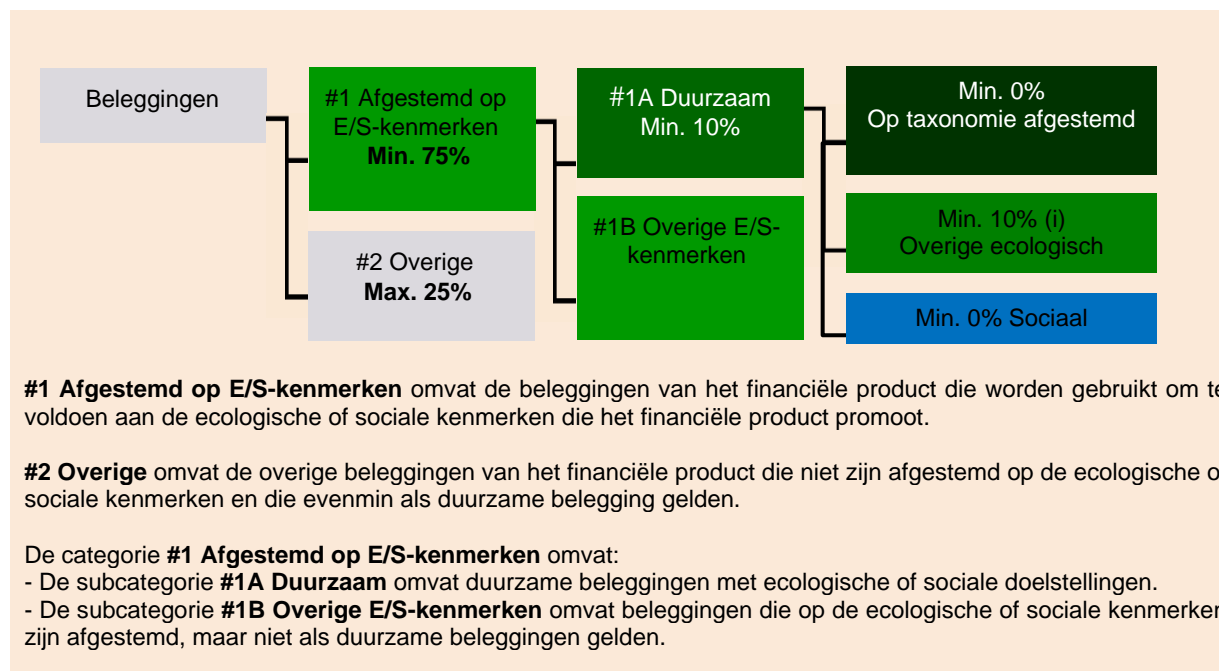 Beleggingen
#1 Afgestemd op
E/S-kenmerken
Min. 75%
#2 Overige
Max. 25%
#1A Duurzaam
Min. 10%
#1B Overige E/S-
kenmerken
Min. 0%
Op taxonomie afgestemd
Min. 10% (i)
Overige ecologisch
Min. 0% Sociaal
#1 Afgestemd op E/S-kenmerken omvat de beleggingen van het financiële product die worden gebruikt om te
voldoen aan de ecologische of sociale kenmerken die het financiële product promoot.
#2 Overige omvat de overige beleggingen van het financiële product die niet zijn afgestemd op de ecologische o
sociale kenmerken en die evenmin als duurzame belegging gelden.
De categorie #1 Afgestemd op E/S-kenmerken omvat:
- De subcategorie #1A Duurzaam omvat duurzame beleggingen met ecologische of sociale doelstellingen.
- De subcategorie #1B Overige E/S-kenmerken omvat beleggingen die op de ecologische of sociale kenmerken
zijn afgestemd, maar niet als duurzame beleggingen gelden.